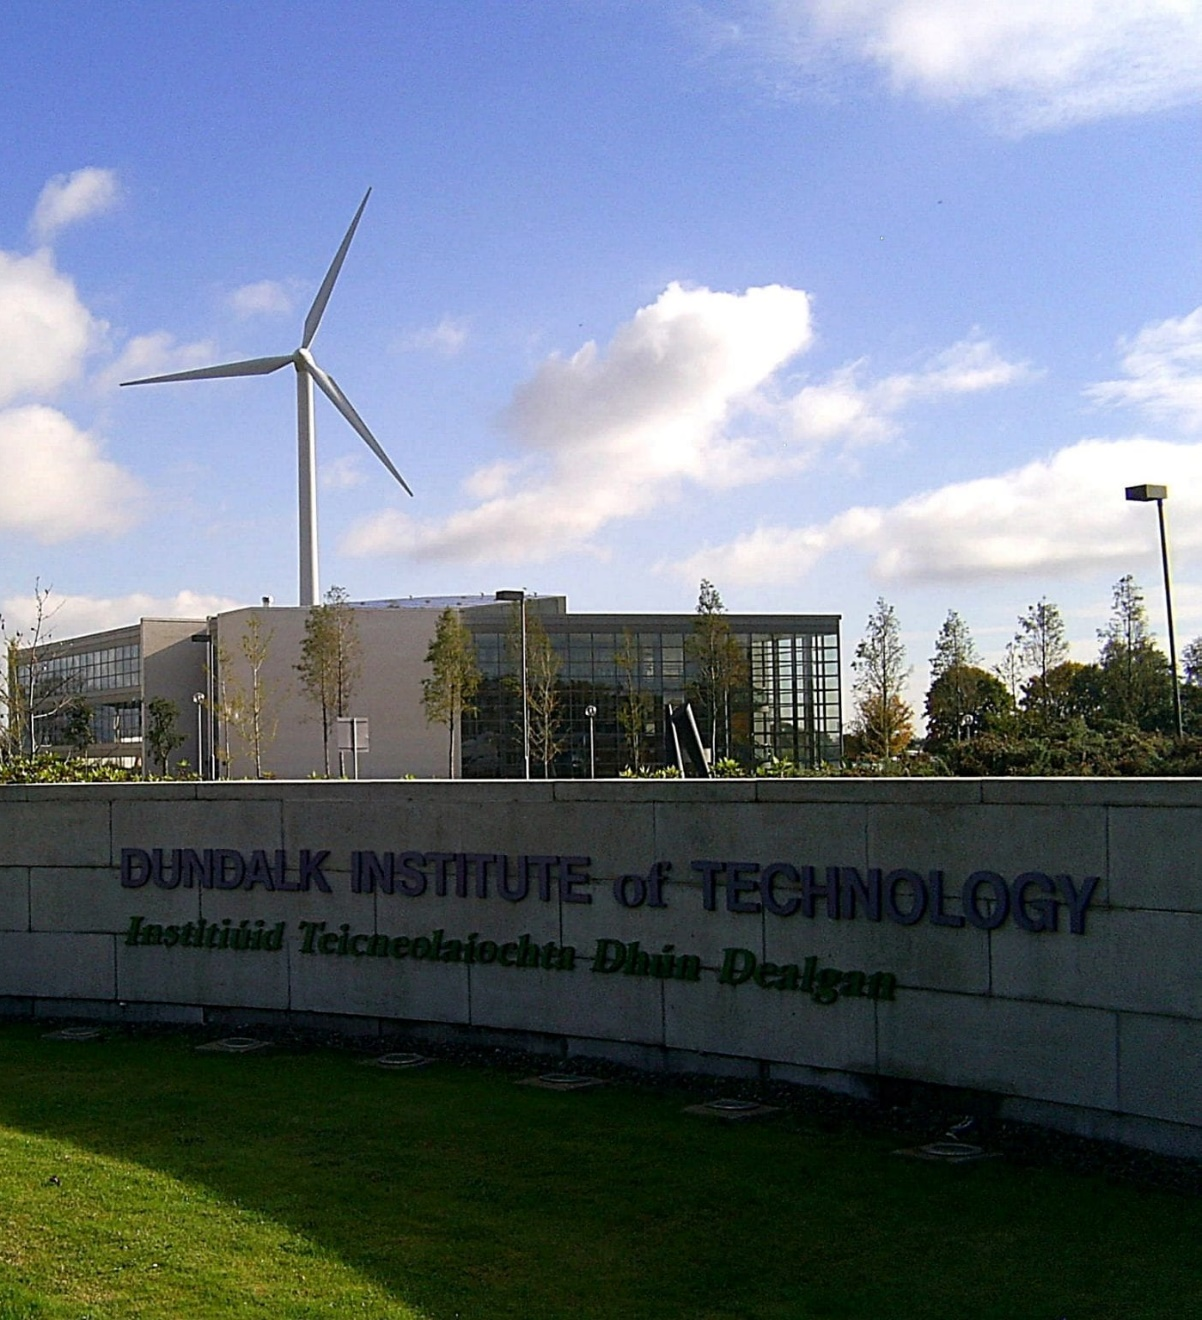 DUNDALK INSTITUTE of TECHNOLOGY
Institiúid Teicneolaíochta Dhún Dealgan